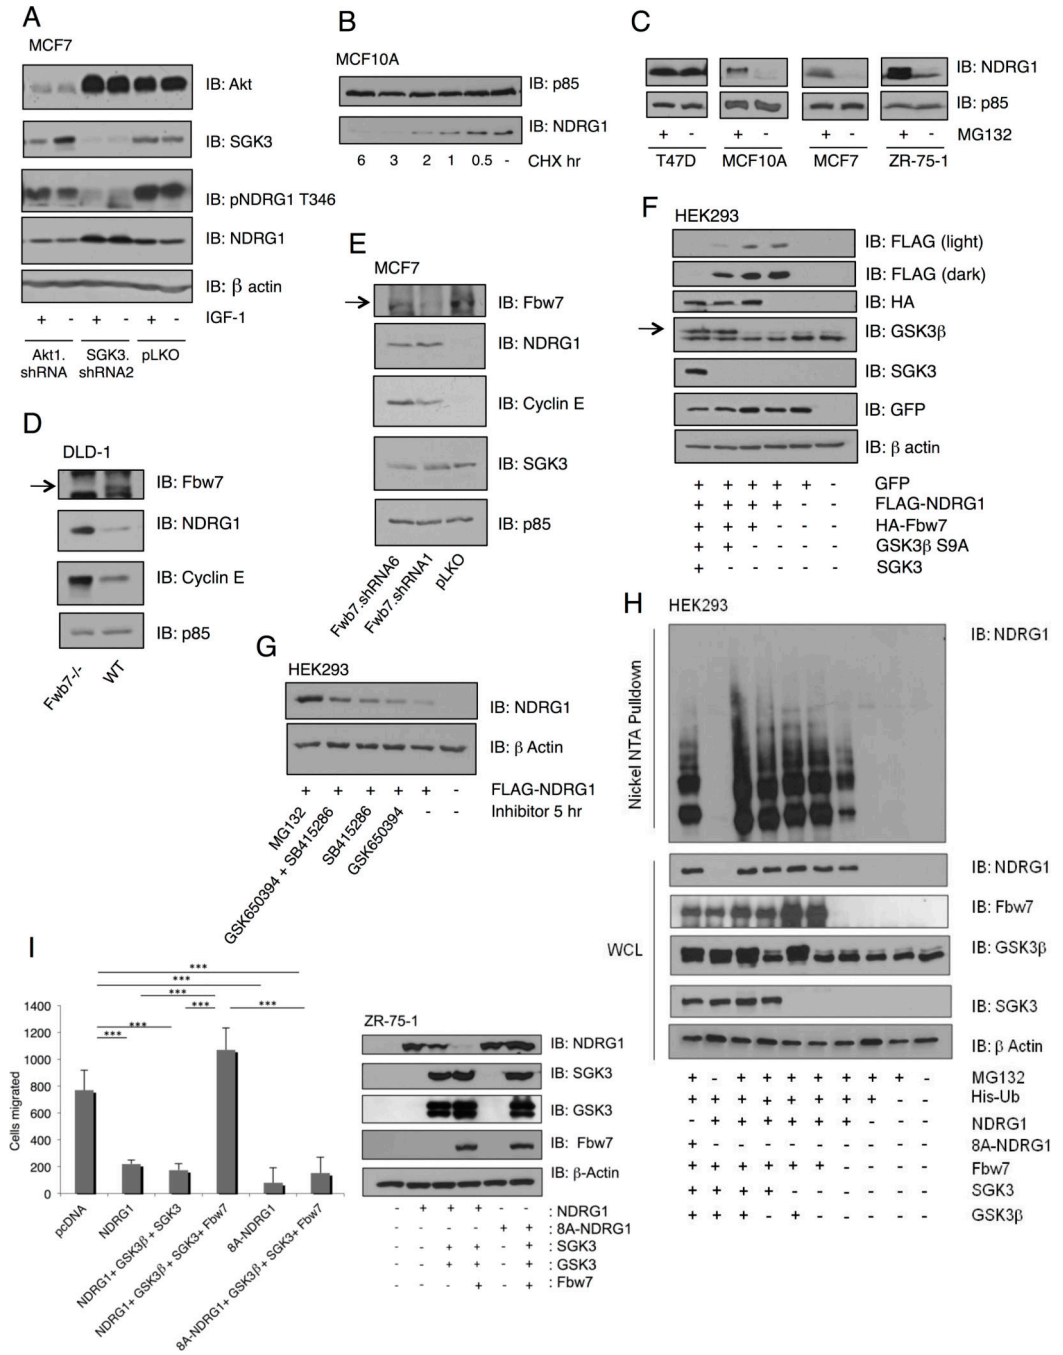 A
MCF7
IB: Akt
IB: SGK3
IB: pNDRG1 T346
IB: NDRG1
IB: β actin
+ - + - + - IGF-1
Akt1. SGK3. pLKO
shRNA shRNA2
B
MCF10A
IB: p85
IB: NDRG1
6 3 2 1 0.5 - CHX hr
C
IB: NDRG1
IB: p85
+ - + - + - + - MG132
T47D MCF10A MCF7 ZR-75-1
D
DLD-1
IB: Fbw7
IB: NDRG1
IB: Cyclin E
IB: p85
Fwb7-/- WT
E
MCF7
IB: Fbw7
IB: NDRG1
IB: Cyclin E
IB: SGK3
IB: p85
Fwb7.shRNA6 Fwb7.shRNA1 pLKO
F
HEK293
IB: FLAG (light)
IB: FLAG (dark)
IB: HA
IB: GSK3β
IB: SGK3
IB: GFP
IB: β actin
+ + + + + - GFP
+ + + + - - FLAG-NDRG1
+ + + - - - HA-Fbw7
+ + - - - - GSK3β S9A
+ - - - - - SGK3
G
HEK293
IB: NDRG1
IB: β Actin
+ + + + + - FLAG-NDRG1
MG132 GSK650394 + SB415286 SB415286 GSK650394 - - Inhibitor 5 hr
H
HEK293
Nickel NTA Pulldown
IB: NDRG1
WCL
IB: NDRG1
IB: Fbw7
IB: GSK3β
IB: SGK3
IB: β Actin
+ - + + + + + + + - MG132
+ + + + + + + + - - His-Ub
- + + + + + + - - - NDRG1
+ - - - - - - - - - 8A-NDRG1
+ + + + + + - - - - Fbw7
+ + + + - - - - - - SGK3
+ + + - + - - - - - GSK3β
I
*** *** *** *** *** *** ***
Cells migrated
1400
1200
1000
800
600
400
200
0
pcDNA
NDRG1
NDRG1+ GSK3β + SGK3
NDRG1+ GSK3β + SGK3+ Fbw7
8A-NDRG1
8A-NDRG1+ GSK3β + SGK3+ Fbw7
ZR-75-1
IB: NDRG1
IB: SGK3
IB: GSK3
IB: Fbw7
IB: β-Actin
- + + + - - : NDRG1
- - - - + + : 8A-NDRG1
- - + + - + : SGK3
- - + + - + : GSK3
- - - + - + : Fbw7